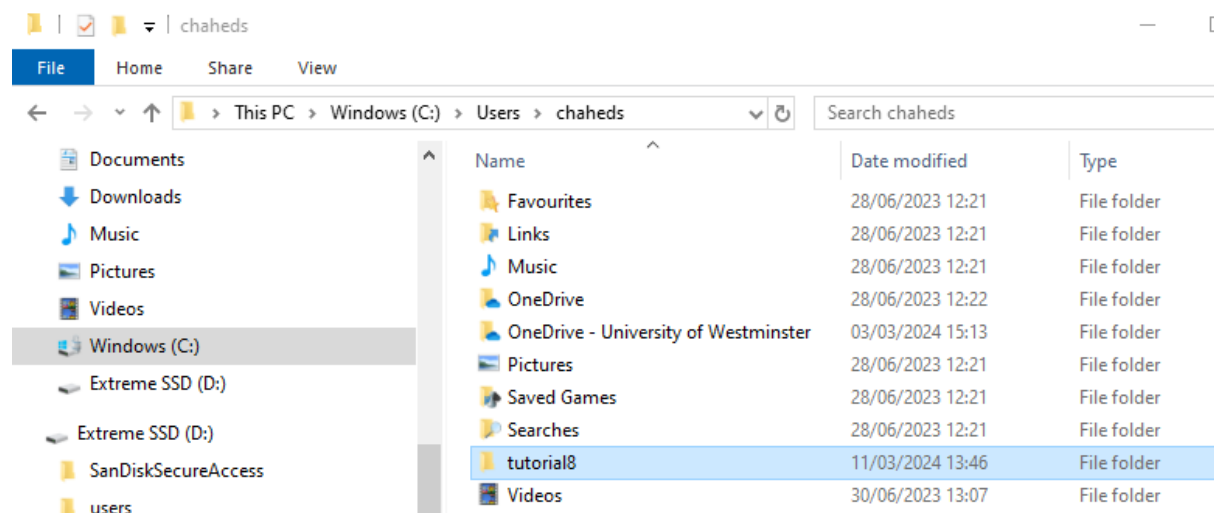 chaheds
File Home Share View
This PC > Windows (C:) > Users > chaheds Search chaheds
Name Date modified Type
Documents
Downloads
Music
Pictures
Videos
Windows (C:)
Extreme SSD (D:)
Extreme SSD (D:)
SanDiskSecureAccess
users
Favourites 28/06/2023 12:21 File folder
Links 28/06/2023 12:21 File folder
Music 28/06/2023 12:21 File folder
OneDrive 28/06/2023 12:22 File folder
OneDrive - University of Westminster 03/03/2024 15:13 File folder
Pictures 28/06/2023 12:21 File folder
Saved Games 28/06/2023 12:21 File folder
Searches 28/06/2023 12:21 File folder
tutorial8 11/03/2024 13:46 File folder
Videos 30/06/2023 13:07 File folder